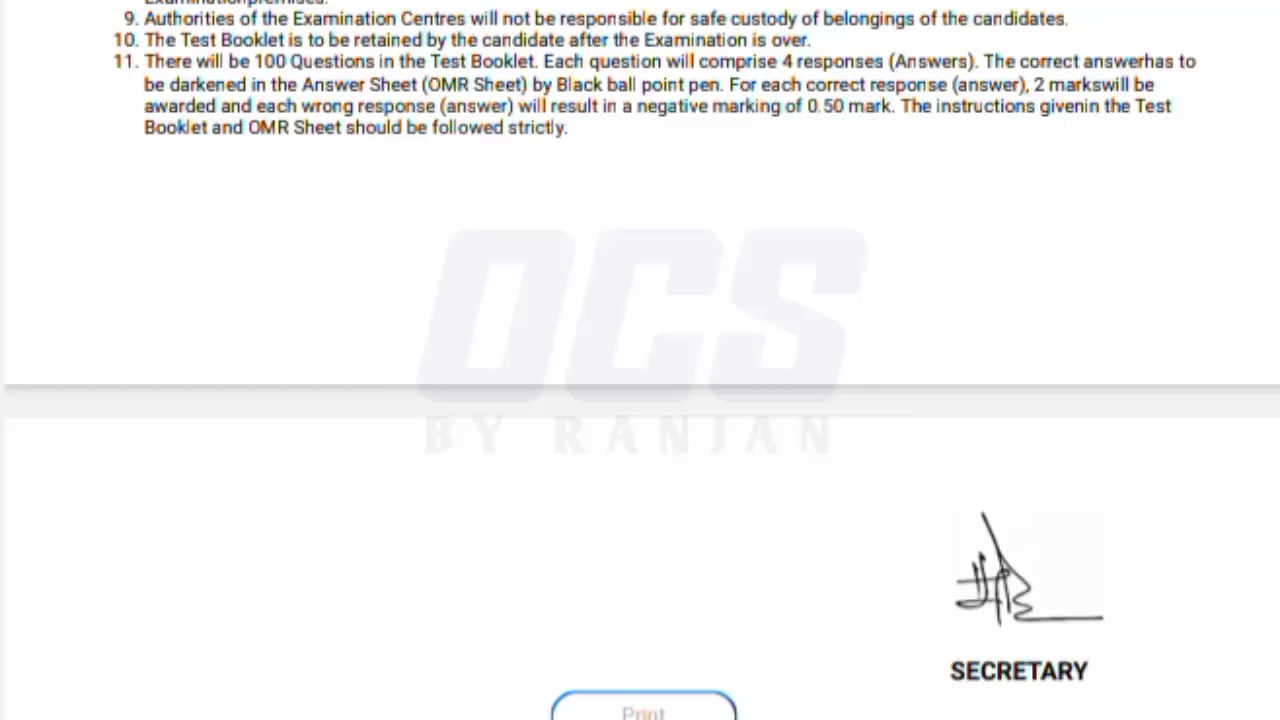 Examinationpremises.
9. Authorities of the Examination Centres will not be responsible for safe custody of belongings of the candidates.
10. The Test Booklet is to be retained by the candidate after the Examination is over.
11. There will be 100 Questions in the Test Booklet. Each question will comprise 4 responses (Answers). The correct answerhas to
be darkened in the Answer Sheet (OMR Sheet) by Black ball point pen. For each correct response (answer), 2 markswill be
awarded and each wrong response (answer) will result in a negative marking of 0.50 mark. The instructions givenin the Test
Booklet and OMR Sheet should be followed strictly.
OCS
BY RANJAN
SECRETARY
Print